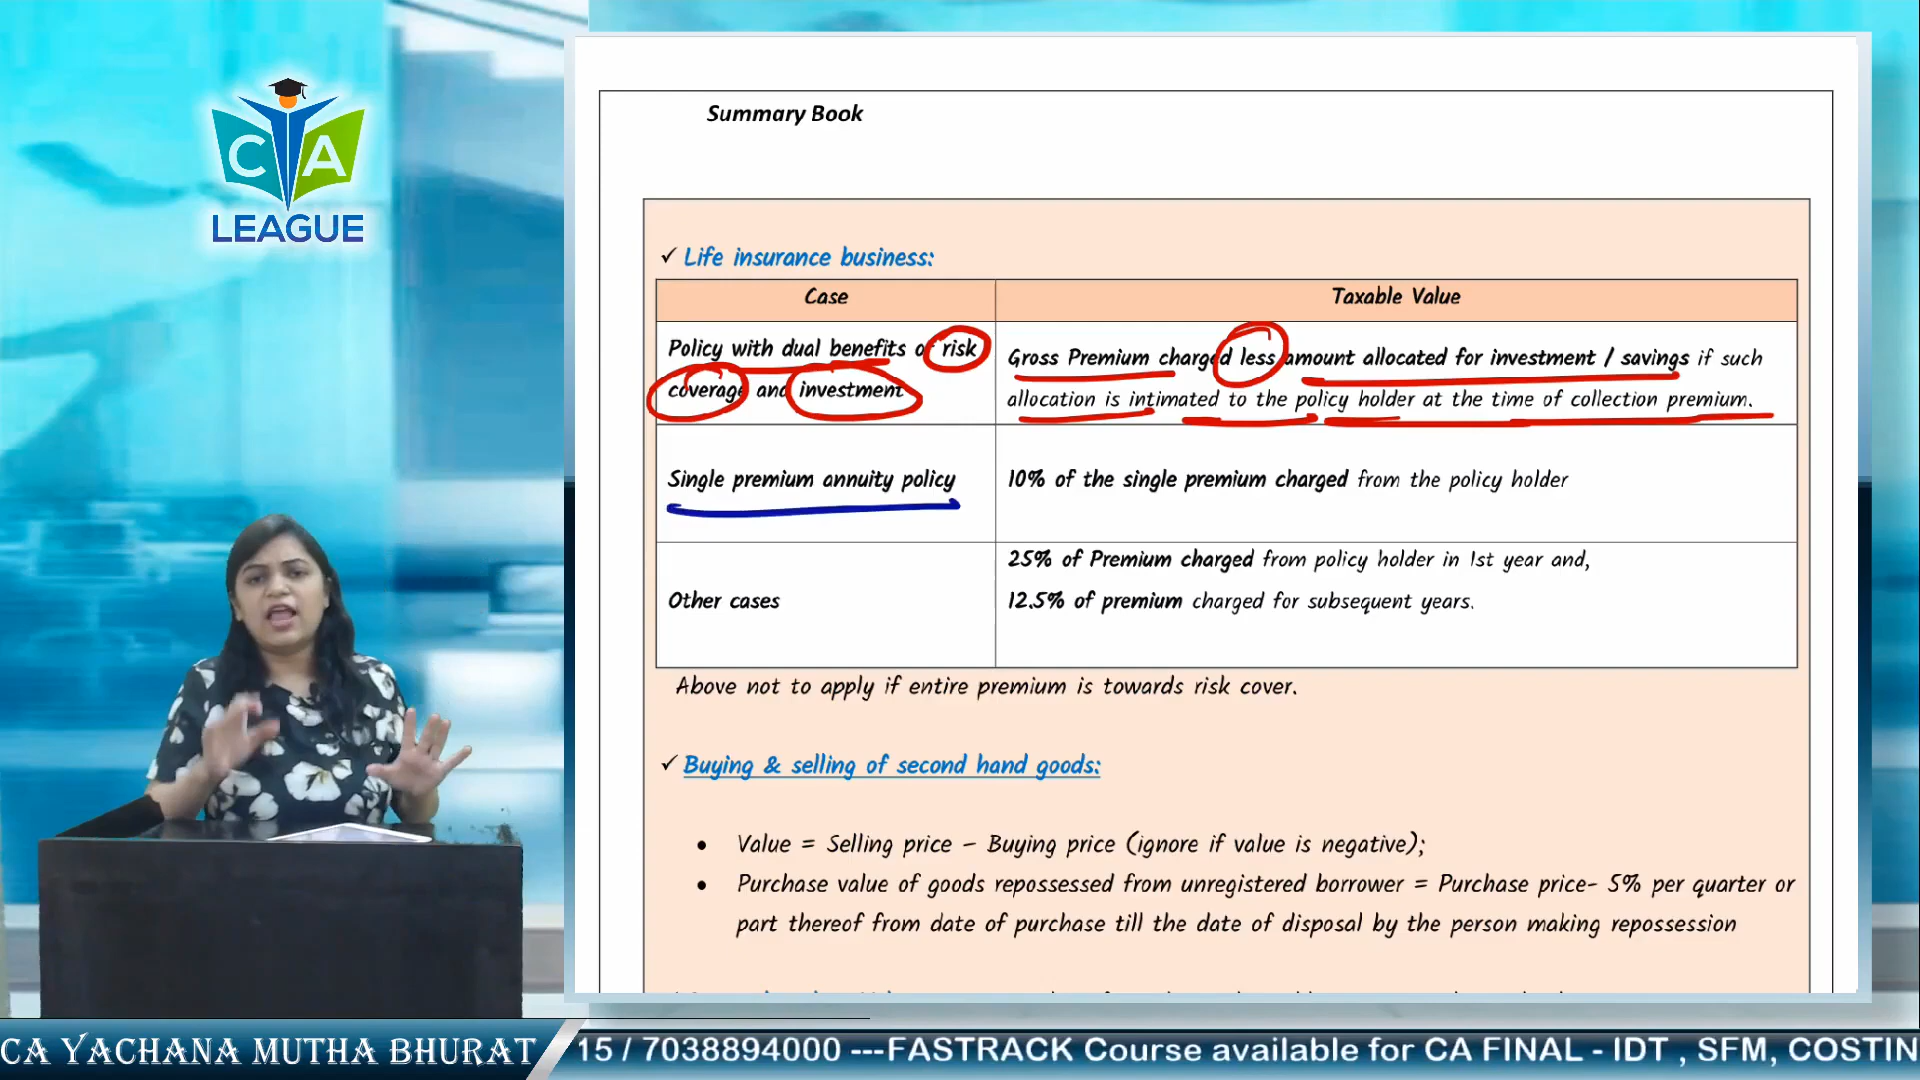 CA
LEAGUE
Summary Book
✓ Life insurance business:
Case
Taxable Value
Policy with dual benefits of risk
coverage and investment
Gross Premium charged less amount allocated for investment / savings if such
allocation is intimated to the policy holder at the time of collection premium.
Single premium annuity policy
10% of the single premium charged from the policy holder
Other cases
25% of Premium charged from policy holder in 1st year and,
12.5% of premium charged for subsequent years.
Above not to apply if entire premium is towards risk cover.
✓ Buying & selling of second hand goods:
• Value = Selling price – Buying price (ignore if value is negative);
• Purchase value of goods repossessed from unregistered borrower = Purchase price- 5% per quarter or
part thereof from date of purchase till the date of disposal by the person making repossession
CA YACHANA MUTHA BHURAT
15 / 7038894000 ---FASTRACK Course available for CA FINAL - IDT , SFM, COSTIN